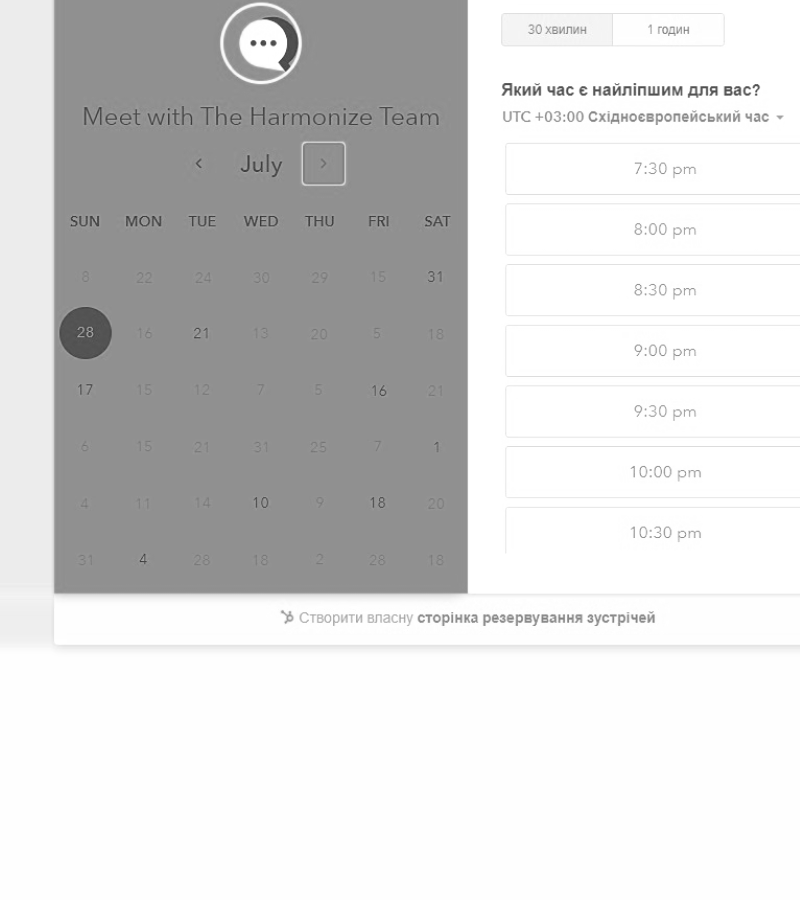 30 хвилин 1 годин
Meet with The Harmonize Team
Який час є найліпшим для вас?
UTC +03:00 Східноєвропейський час
July
SUN MON TUE WED THU FRI SAT
8 22 24 30 29 15 31
28 16 21 13 20 5 18
17 15 12 7 5 16 21
6 15 21 31 25 7 1
4 11 14 10 9 18 20
31 4 28 18 2 28 18
7:30 pm
8:00 pm
8:30 pm
9:00 pm
9:30 pm
10:00 pm
10:30 pm
Створити власну сторінка резервування зустрічей